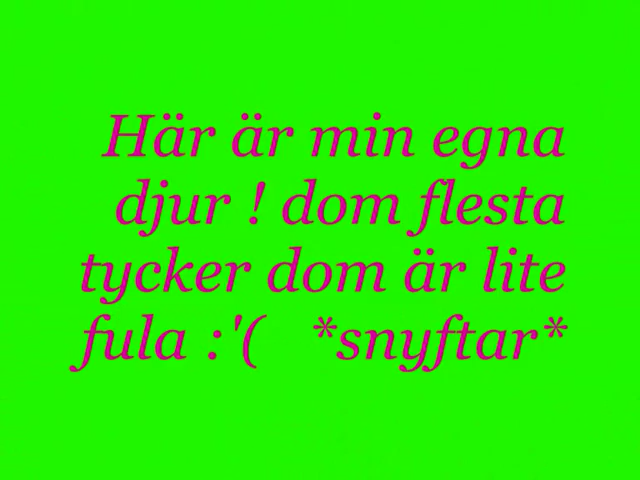 Här är min egna
djur ! dom flesta
tycker dom är lite
fula :'( *snyftar*